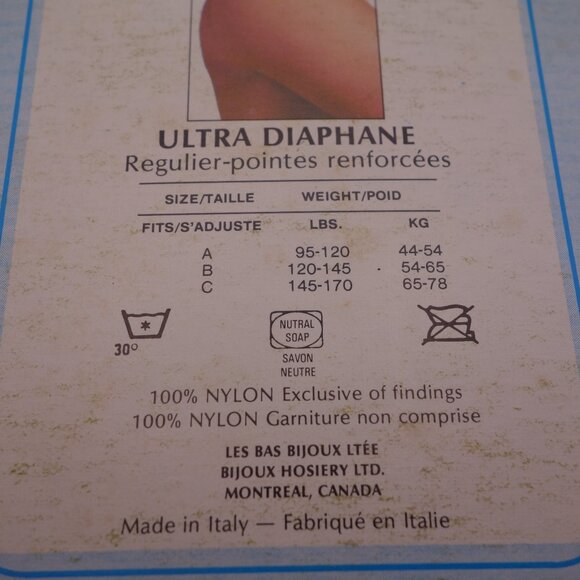 ULTRA DIAPHANE
Regulier-pointes renforcées
SIZE/TAILLE WEIGHT/POID
FITS/S'ADJUSTE LBS. KG
A 95-120 44-54
B 120-145 54-65
C 145-170 65-78
30°
NUTRAL
SOAP
SAVON
NEUTRE
100% NYLON Exclusive of findings
100% NYLON Garniture non comprise
LES BAS BIJOUX LTÉE
BIJOUX HOSIERY LTD.
MONTREAL, CANADA
Made in Italy — Fabriqué en Italie